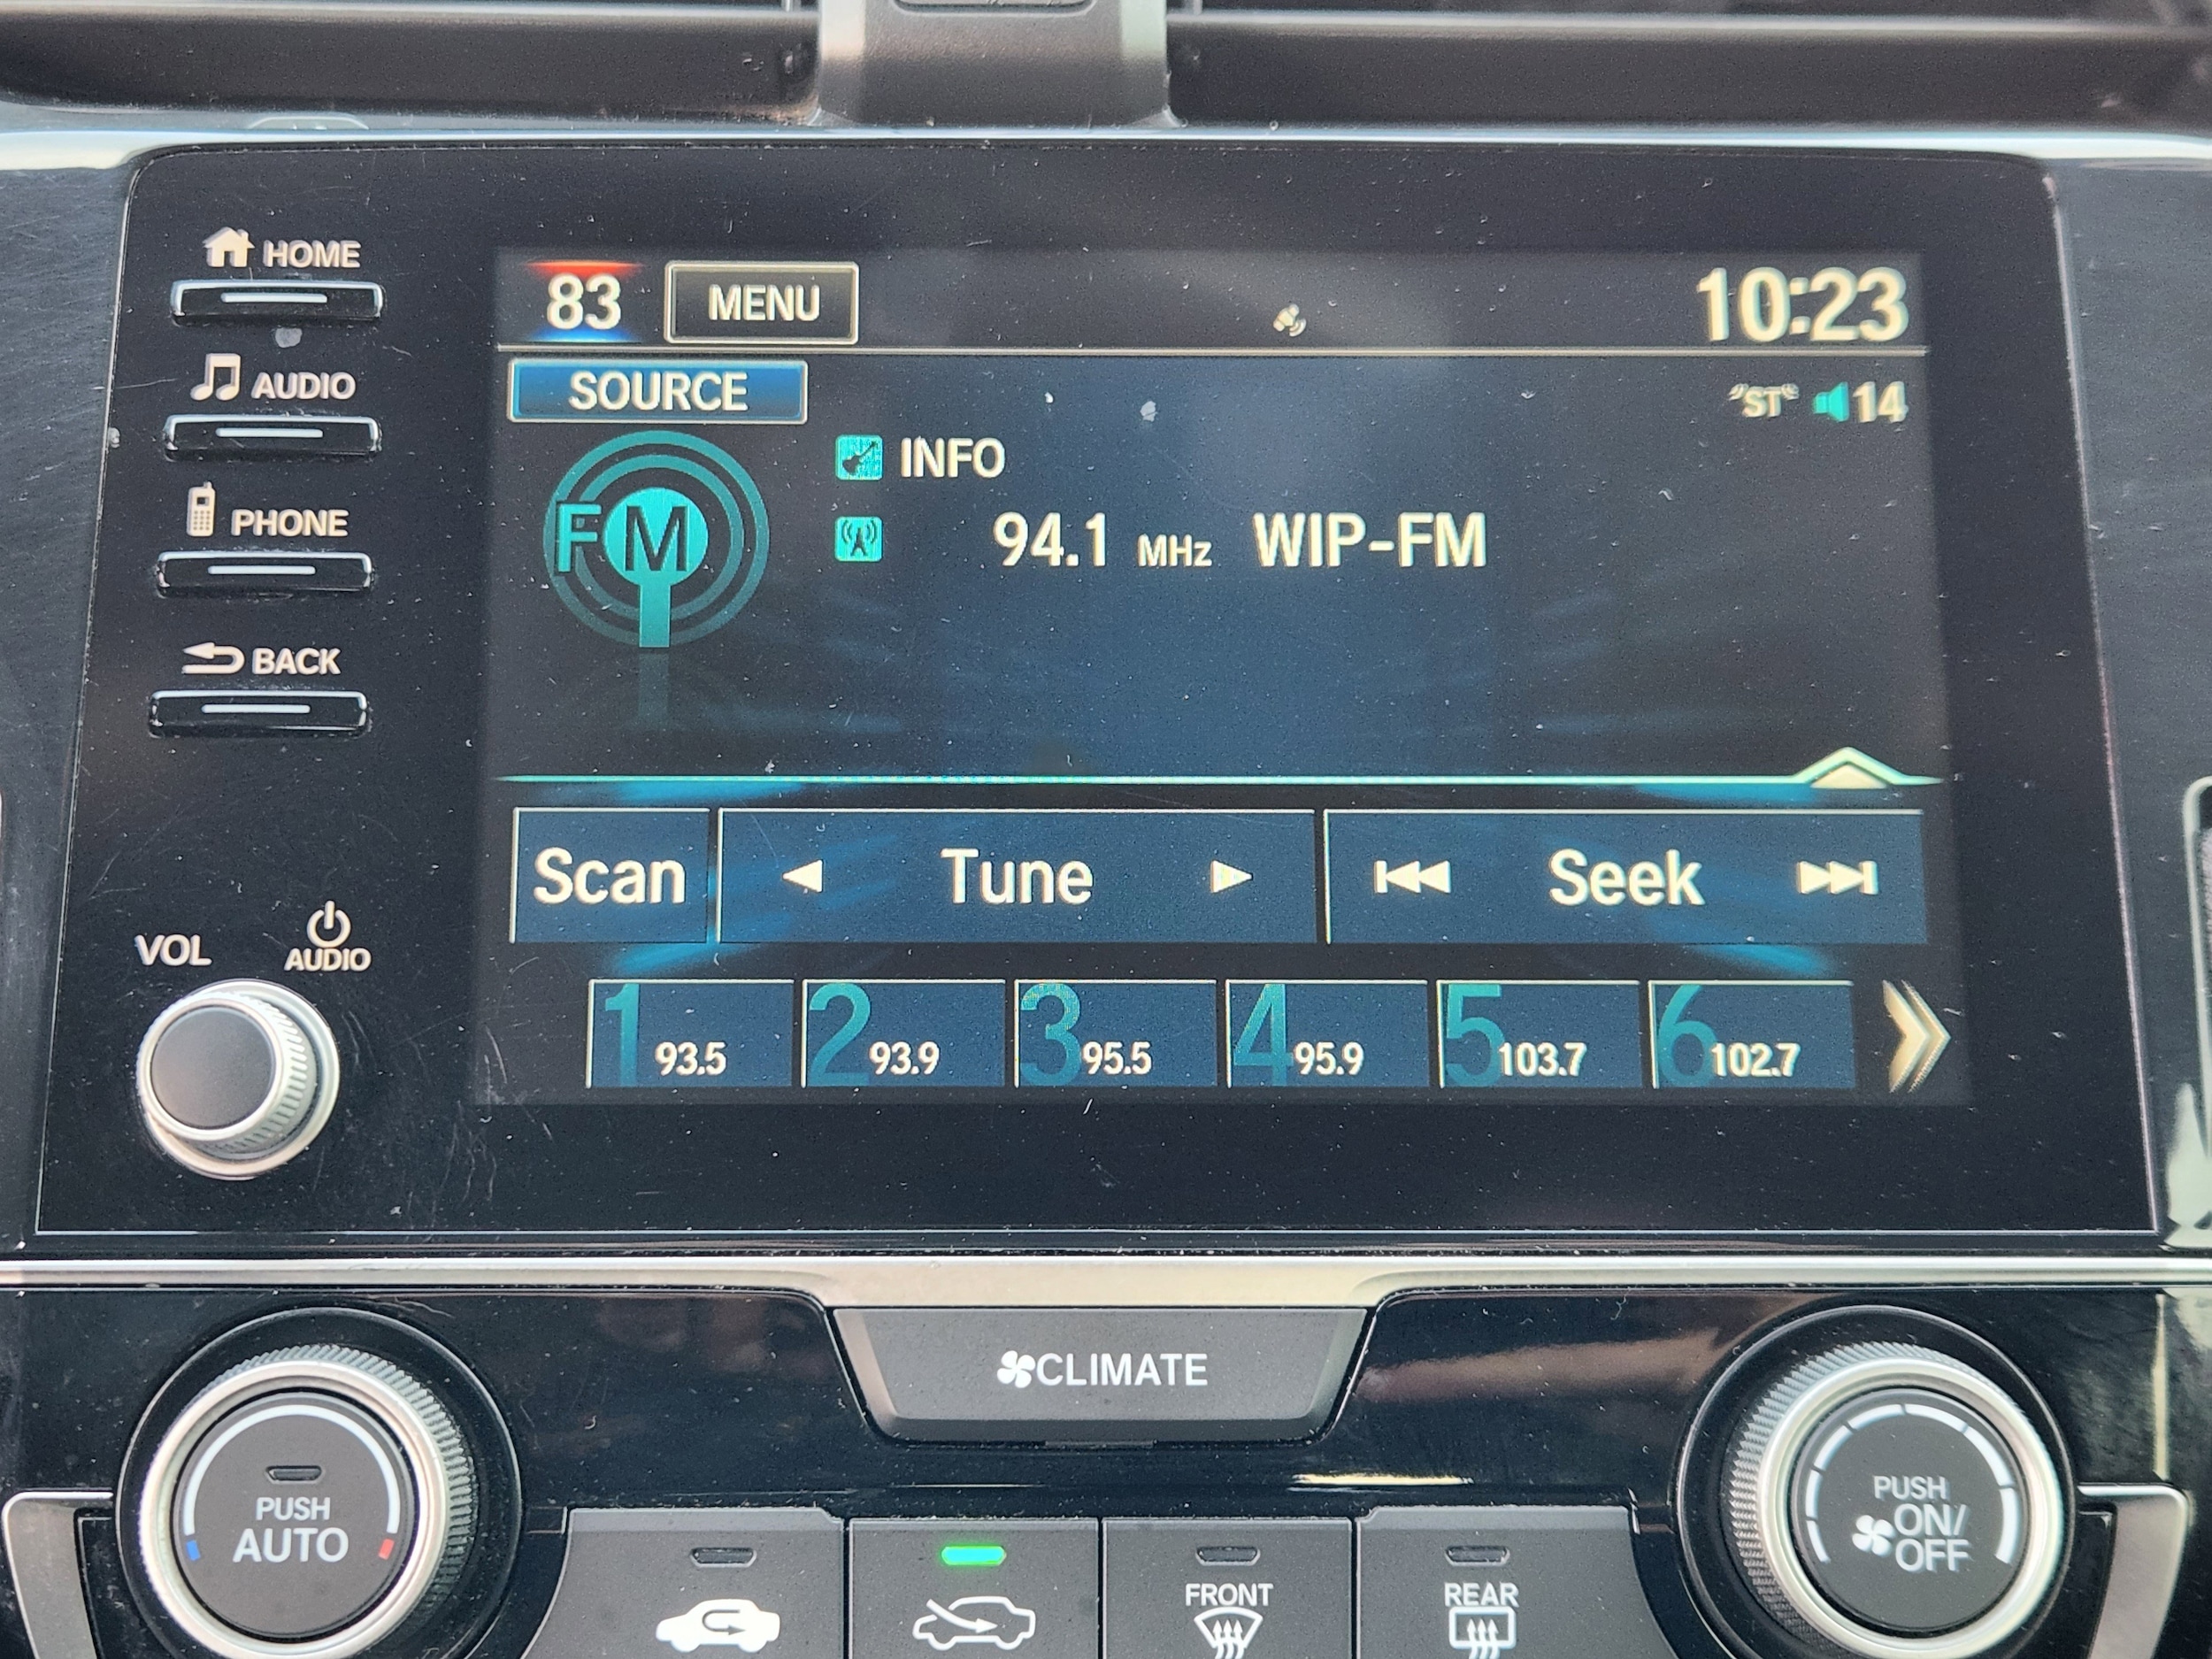 HOME
AUDIO
PHONE
BACK
VOL
AUDIO
83 MENU 10:23
SOURCE
"ST" 14
FM
INFO
94.1 MHz WIP-FM
Scan Tune Seek
1 93.5 2 93.9 3 95.5 4 95.9 5 103.7 6 102.7
CLIMATE
PUSH
AUTO
FRONT
REAR
PUSH
ON/
OFF